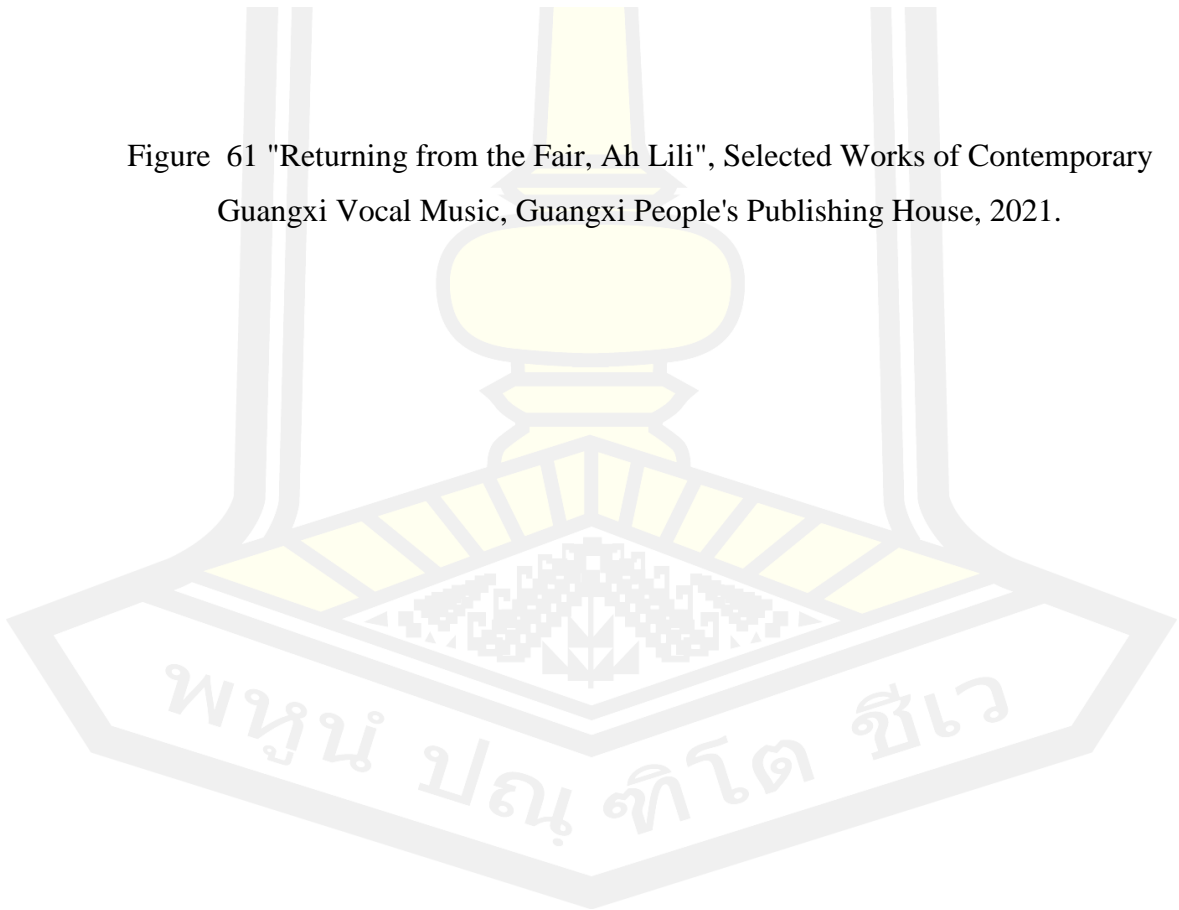 Figure  61 "Returning from the Fair, Ah Lili", Selected Works of Contemporary
Guangxi Vocal Music, Guangxi People's Publishing House, 2021.
พหูนํ ปณฺฑิโต ชีเว